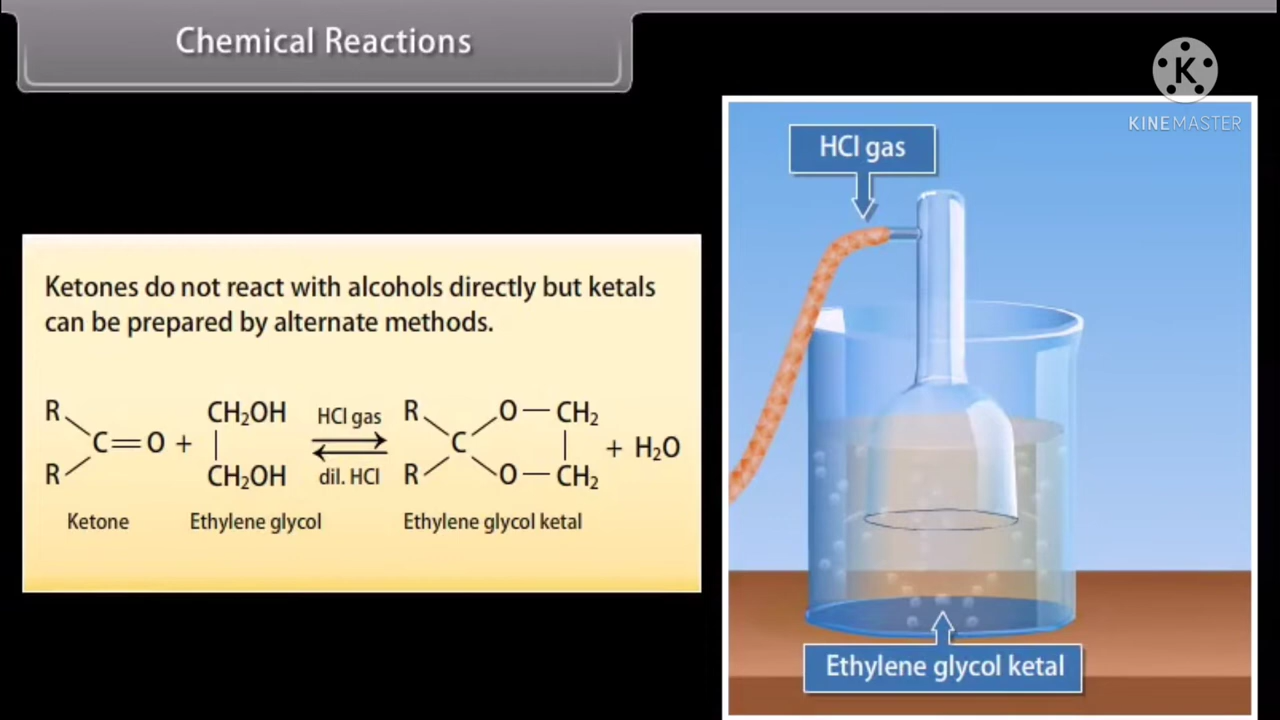 Chemical Reactions
K
KINEMASTER
HCl gas
Ketones do not react with alcohols directly but ketals
can be prepared by alternate methods.
R
R
C=O +
CH₂OH
|
CH₂OH
HCl gas
dil. HCl
R
R
C
O — CH₂
|
O — CH₂
+ H₂O
Ketone
Ethylene glycol
Ethylene glycol ketal
Ethylene glycol ketal